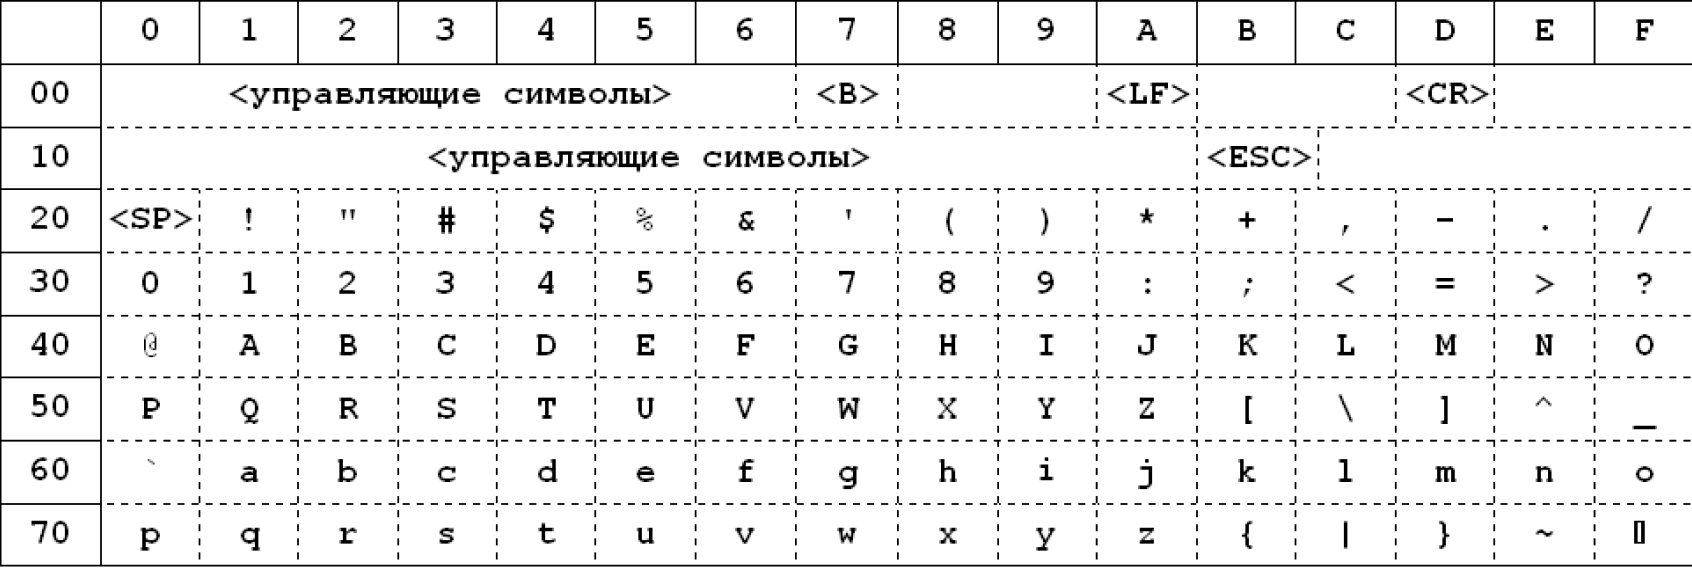 0 1 2 3 4 5 6 7 8 9 A B C D E F
00 <управляющие символы> <B> <LF> <CR>
10 <управляющие символы> <ESC>
20 <SP> ! " # $ % & ' ( ) * + , - . /
30 0 1 2 3 4 5 6 7 8 9 : ; < = > ?
40 @ A B C D E F G H I J K L M N O
50 P Q R S T U V W X Y Z [ \ ] ^ _
60 ` a b c d e f g h i j k l m n o
70 p q r s t u v w x y z { | } ~ ▯